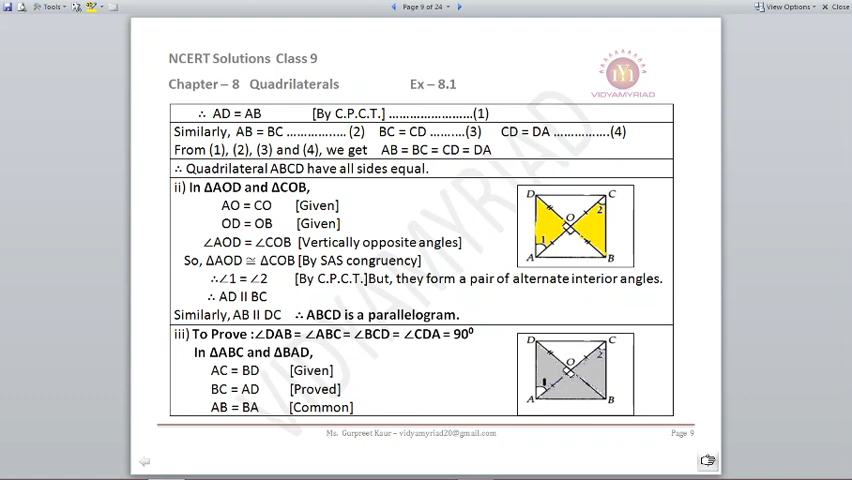 Tools
Page 9 of 24
View Options
Close
NCERT Solutions Class 9
Chapter – 8 Quadrilaterals Ex – 8.1
VIDYAMYRIAD
∴ AD = AB [By C.P.C.T.] ........................(1)
Similarly, AB = BC ................. (2) BC = CD ..........(3) CD = DA ................(4)
From (1), (2), (3) and (4), we get AB = BC = CD = DA
∴ Quadrilateral ABCD have all sides equal.
ii) In ΔAOD and ΔCOB,
AO = CO [Given]
OD = OB [Given]
∠AOD = ∠COB [Vertically opposite angles]
So, ΔAOD ≅ ΔCOB [By SAS congruency]
∴∠1 = ∠2 [By C.P.C.T.]But, they form a pair of alternate interior angles.
∴ AD ll BC
Similarly, AB ll DC ∴ ABCD is a parallelogram.
D C
O 2
1
A B
iii) To Prove :∠DAB = ∠ABC = ∠BCD = ∠CDA = 90⁰
In ΔABC and ΔBAD,
AC = BD [Given]
BC = AD [Proved]
AB = BA [Common]
D C
O 2
A B
VIDYAMYRIAD
Ms. Gurpreet Kaur – vidyamyriad20@gmail.com Page 9